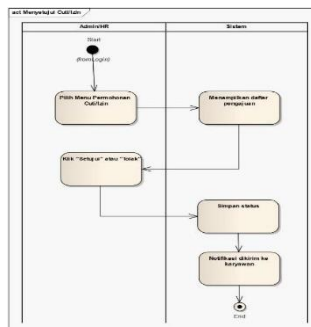 act Menyetujui Cuti/Izin
Admin/HR
Sistem
Start
(from Login)
Pilih Menu Permohonan
Cuti/Izin
Menampilkan daftar
pengajuan
Klik "Setujui" atau "Tolak"
Simpan status
Notifikasi dikirim ke
karyawan
End